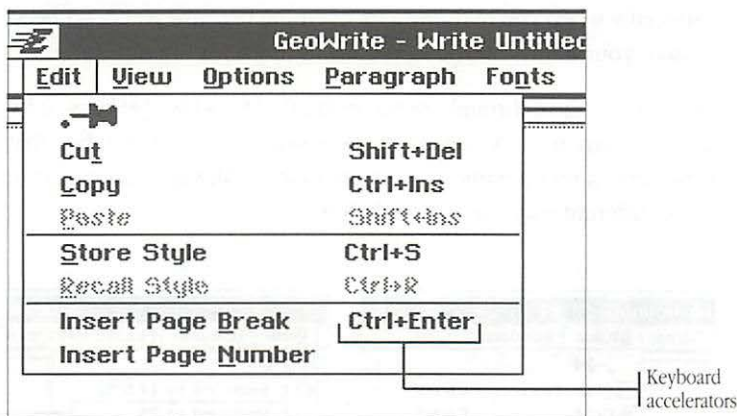 GeoWrite - Write Untitled
Edit View Options Paragraph Fonts
Cut Shift+Del
Copy Ctrl+Ins
Paste Shift+Ins
Store Style Ctrl+S
Recall Style Ctrl+R
Insert Page Break Ctrl+Enter
Insert Page Number
Keyboard
accelerators